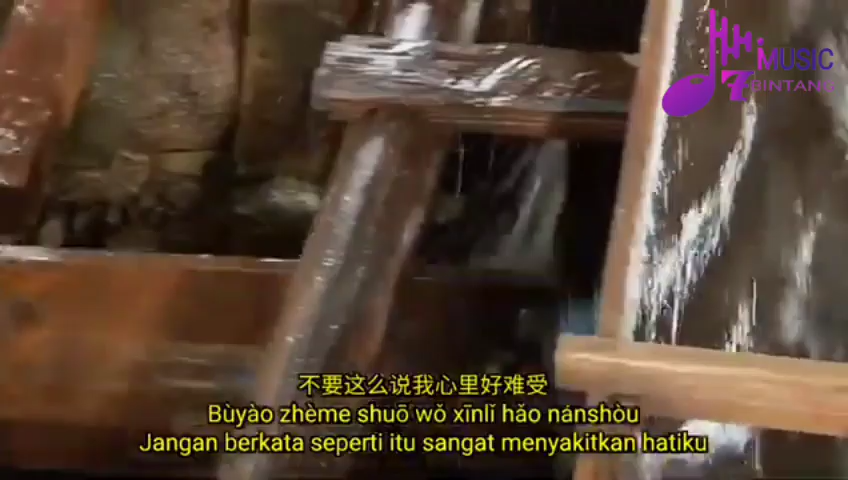 MUSIC
7 BINTANG
不要这么说我心里好难受
Bùyào zhème shuō wǒ xīnlǐ hǎo nánshòu
Jangan berkata seperti itu sangat menyakitkan hatiku